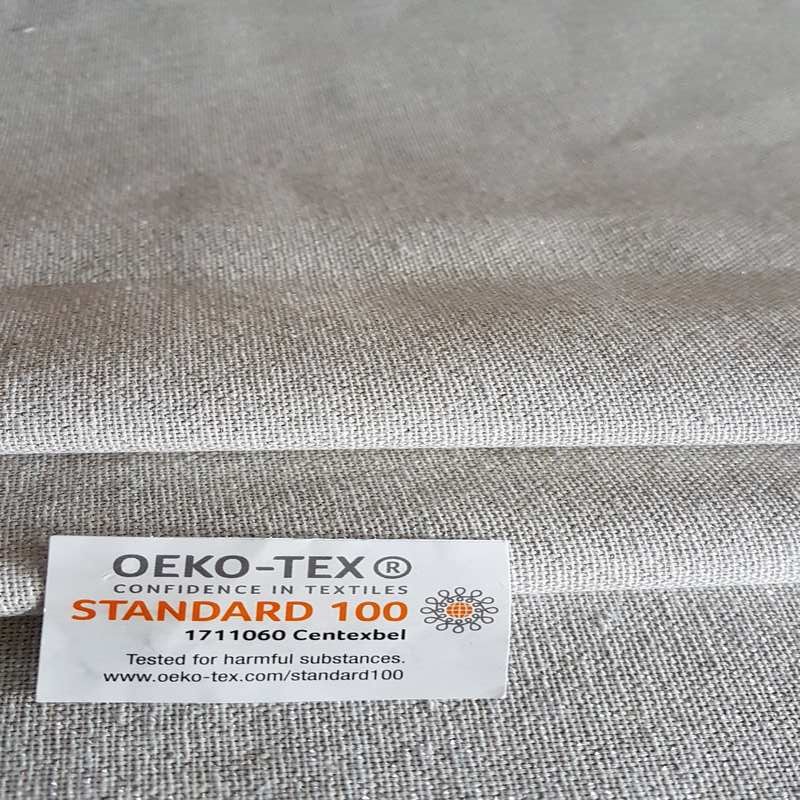 OEKO-TEX®
CONFIDENCE IN TEXTILES
STANDARD 100
1711060 Centexbel
Tested for harmful substances.
www.oeko-tex.com/standard100